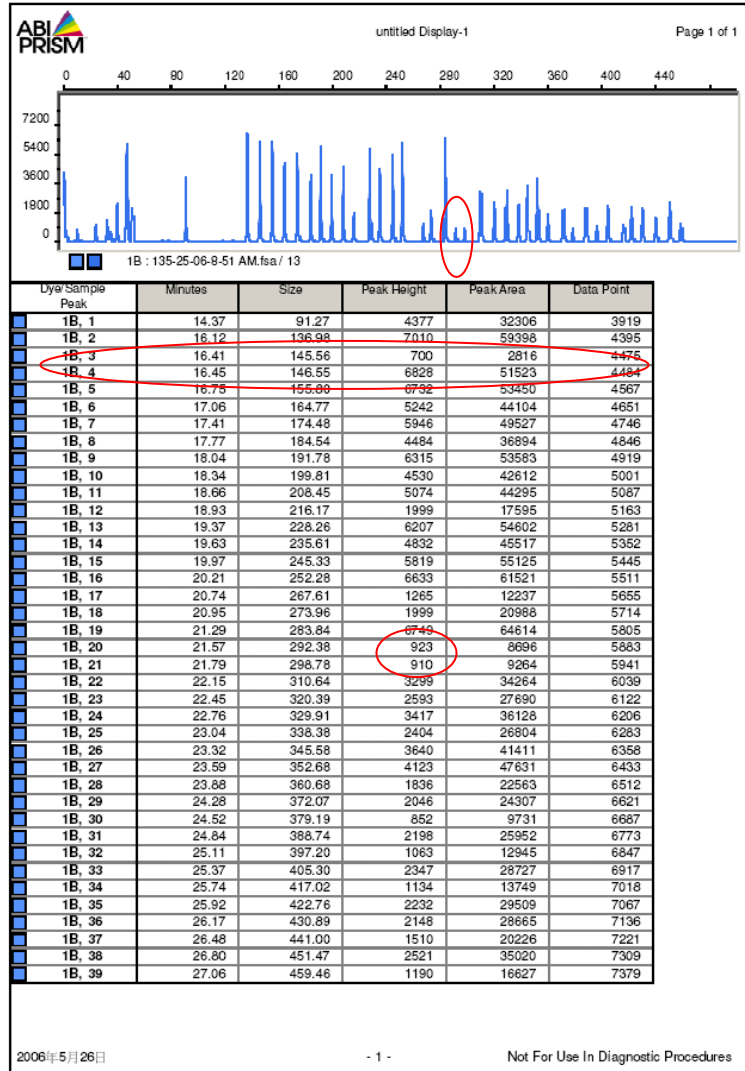 ABI
PRISM
untitled Display-1
Page 1 of 1
0 40 80 120 160 200 240 280 320 360 400 440
7200
5400
3600
1800
0
1B : 135-25-06-8-51 AM.fsa / 13
Dye/Sample Peak Minutes Size Peak Height Peak Area Data Point
1B, 1 14.37 91.27 4377 32306 3919
1B, 2 16.12 136.98 7010 59398 4395
1B, 3 16.41 145.56 700 2816 4475
1B, 4 16.45 146.55 6828 51523 4484
1B, 5 16.75 155.88 6732 53450 4567
1B, 6 17.06 164.77 5242 44104 4651
1B, 7 17.41 174.48 5946 49527 4746
1B, 8 17.77 184.54 4484 36894 4846
1B, 9 18.04 191.78 6315 53583 4919
1B, 10 18.34 199.81 4530 42612 5001
1B, 11 18.66 208.45 5074 44295 5087
1B, 12 18.93 216.17 1999 17595 5163
1B, 13 19.37 228.26 6207 54602 5281
1B, 14 19.63 235.61 4832 45517 5352
1B, 15 19.97 245.33 5819 55125 5445
1B, 16 20.21 252.28 6633 61521 5511
1B, 17 20.74 267.61 1265 12237 5655
1B, 18 20.95 273.96 1999 20988 5714
1B, 19 21.29 283.84 6749 64614 5805
1B, 20 21.57 292.38 923 8696 5883
1B, 21 21.79 298.78 910 9264 5941
1B, 22 22.15 310.64 3299 34264 6039
1B, 23 22.45 320.39 2593 27690 6122
1B, 24 22.76 329.91 3417 36128 6206
1B, 25 23.04 338.38 2404 26804 6283
1B, 26 23.32 345.58 3640 41411 6358
1B, 27 23.59 352.68 4123 47631 6433
1B, 28 23.88 360.68 1836 22563 6512
1B, 29 24.28 372.07 2046 24307 6621
1B, 30 24.52 379.19 852 9731 6687
1B, 31 24.84 388.74 2198 25952 6773
1B, 32 25.11 397.20 1063 12945 6847
1B, 33 25.37 405.30 2347 28727 6917
1B, 34 25.74 417.02 1134 13749 7018
1B, 35 25.92 422.76 2232 29509 7067
1B, 36 26.17 430.89 2148 28665 7136
1B, 37 26.48 441.00 1510 20226 7221
1B, 38 26.80 451.47 2521 35020 7309
1B, 39 27.06 459.46 1190 16627 7379
2006年5月26日
- 1 -
Not For Use In Diagnostic Procedures